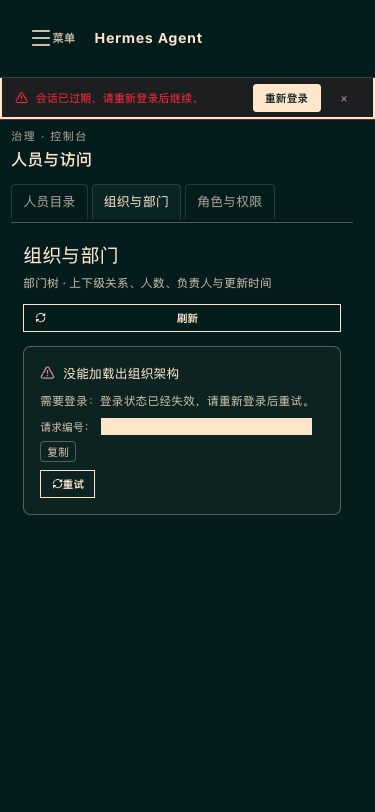 菜单 Hermes Agent
会话已过期，请重新登录后继续。 重新登录 ×
治理 · 控制台
人员与访问
人员目录 组织与部门 角色与权限
组织与部门
部门树 · 上下级关系、人数、负责人与更新时间
刷新
没能加载出组织架构
需要登录：登录状态已经失效，请重新登录后重试。
请求编号：
复制
重试